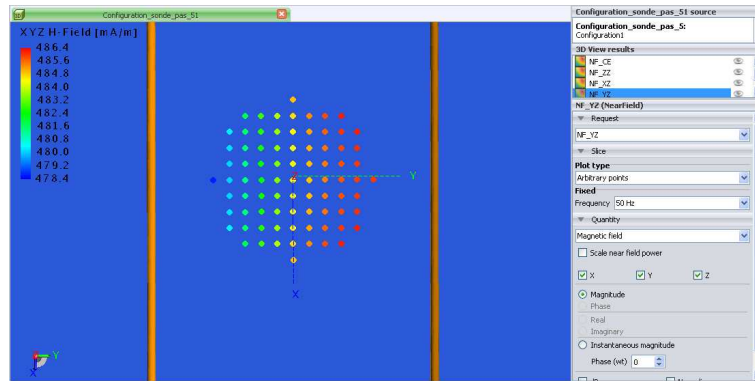 Configuration_sonde_pas_51
XYZ H-Field [mA/m]
486.4
485.6
484.8
484.0
483.2
482.4
481.6
480.8
480.0
479.2
478.4
Y
X
Y
X
Configuration_sonde_pas_51 source
Configuration_sonde_pas_5:
Configuration1
3D View results
NF_CE
NF_ZZ
NF_XZ
NF_YZ
NF_YZ (NearField)
Request
NF_YZ
Slice
Plot type
Arbitrary points
Fixed
Frequency 50 Hz
Quantity
Magnetic field
Scale near field power
X Y Z
Magnitude
Phase
Real
Imaginary
Instantaneous magnitude
Phase (wt) 0